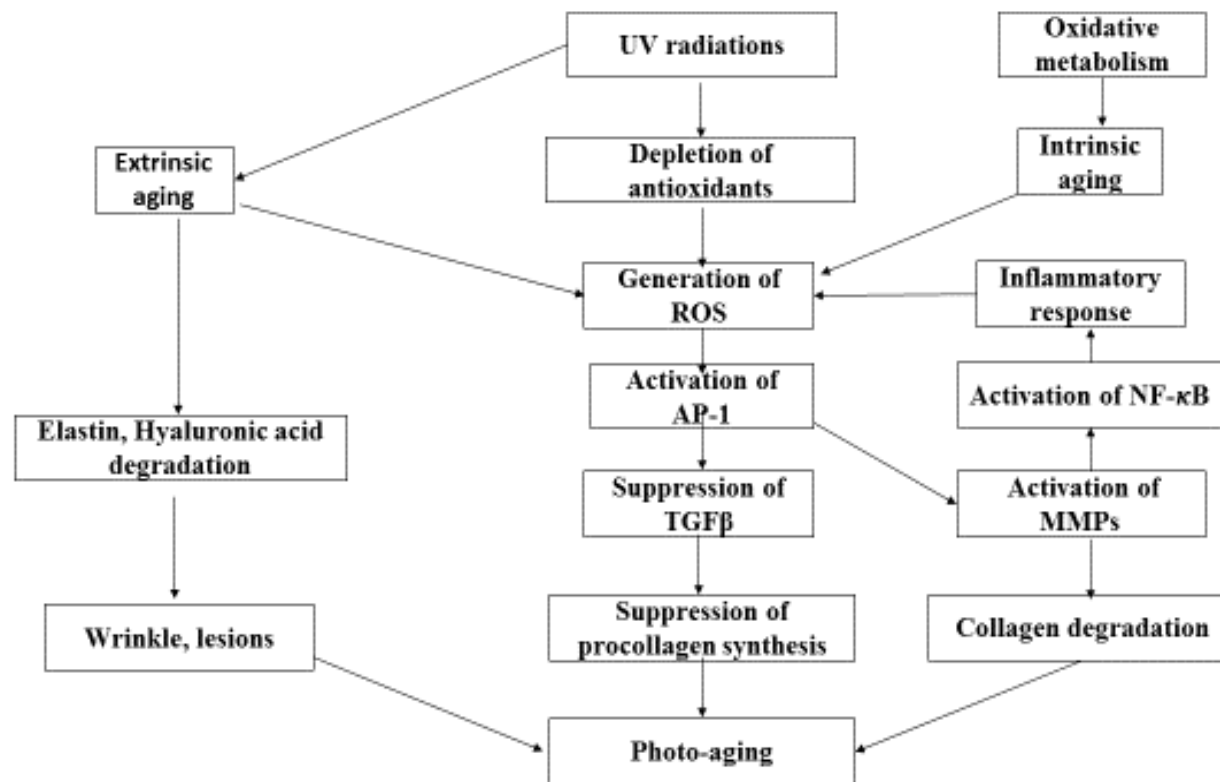 UV radiations
Oxidative
metabolism
Extrinsic
aging
Depletion of
antioxidants
Intrinsic
aging
Generation of
ROS
Inflammatory
response
Activation of
AP-1
Activation of NF-κB
Elastin, Hyaluronic acid
degradation
Suppression of
TGFβ
Activation of
MMPs
Wrinkle, lesions
Suppression of
procollagen synthesis
Collagen degradation
Photo-aging